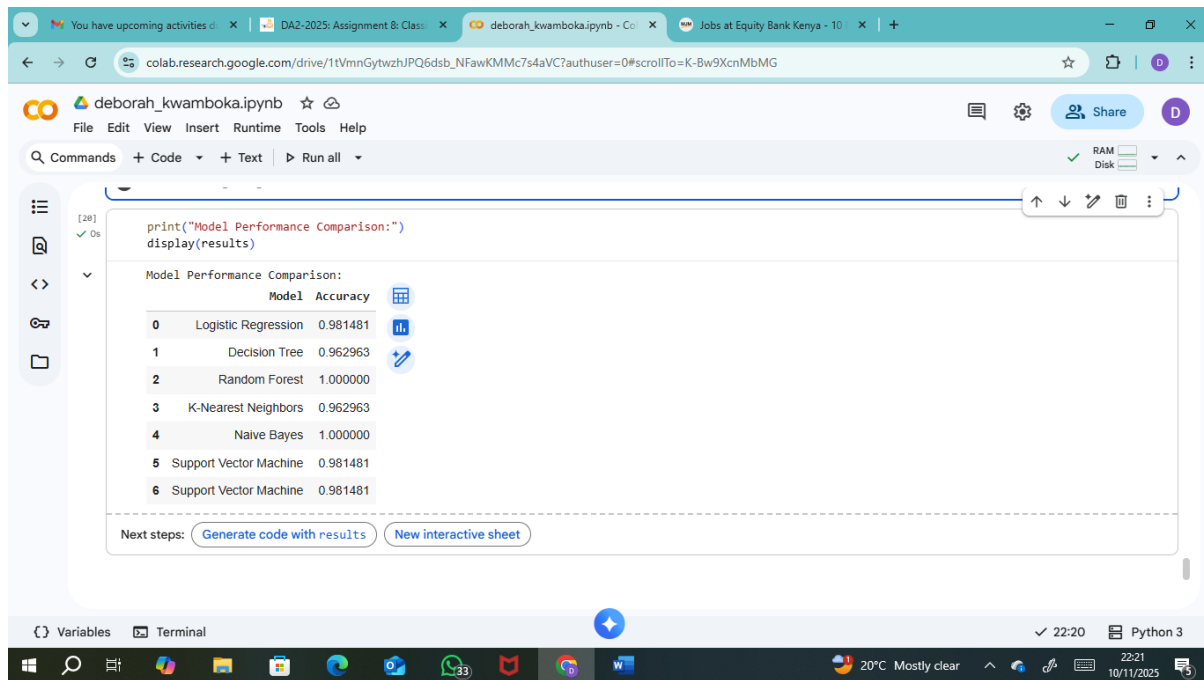 You have upcoming activities d
DA2-2025: Assignment 8: Class
deborah_kwamboka.ipynb - Col
Jobs at Equity Bank Kenya - 10
colab.research.google.com/drive/1tVmnGytwzhJPQ6dsb_NFawKMMc7s4aVC?authuser=0#scrollTo=K-Bw9XcnMbMG
D
CO
deborah_kwamboka.ipynb
Share
D
File Edit View Insert Runtime Tools Help
Commands + Code + Text Run all
RAM
Disk
[20]
0s
print("Model Performance Comparison:")
display(results)
Model Performance Comparison:
Model Accuracy
0 Logistic Regression 0.981481
1 Decision Tree 0.962963
2 Random Forest 1.000000
3 K-Nearest Neighbors 0.962963
4 Naive Bayes 1.000000
5 Support Vector Machine 0.981481
6 Support Vector Machine 0.981481
Next steps: Generate code with results New interactive sheet
{} Variables Terminal
22:20 Python 3
33
W
20°C Mostly clear
22:21
10/11/2025
5